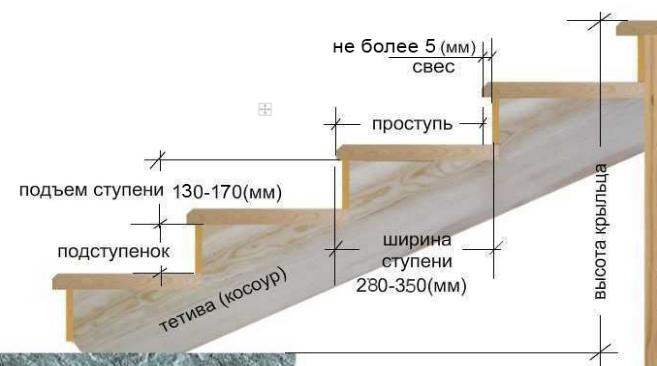 не более 5 (мм)
свес
проступь
подъем ступени 130-170(мм)
подступенок
ширина
ступени
280-350(мм)
тетива (косоур)
высота крыльца